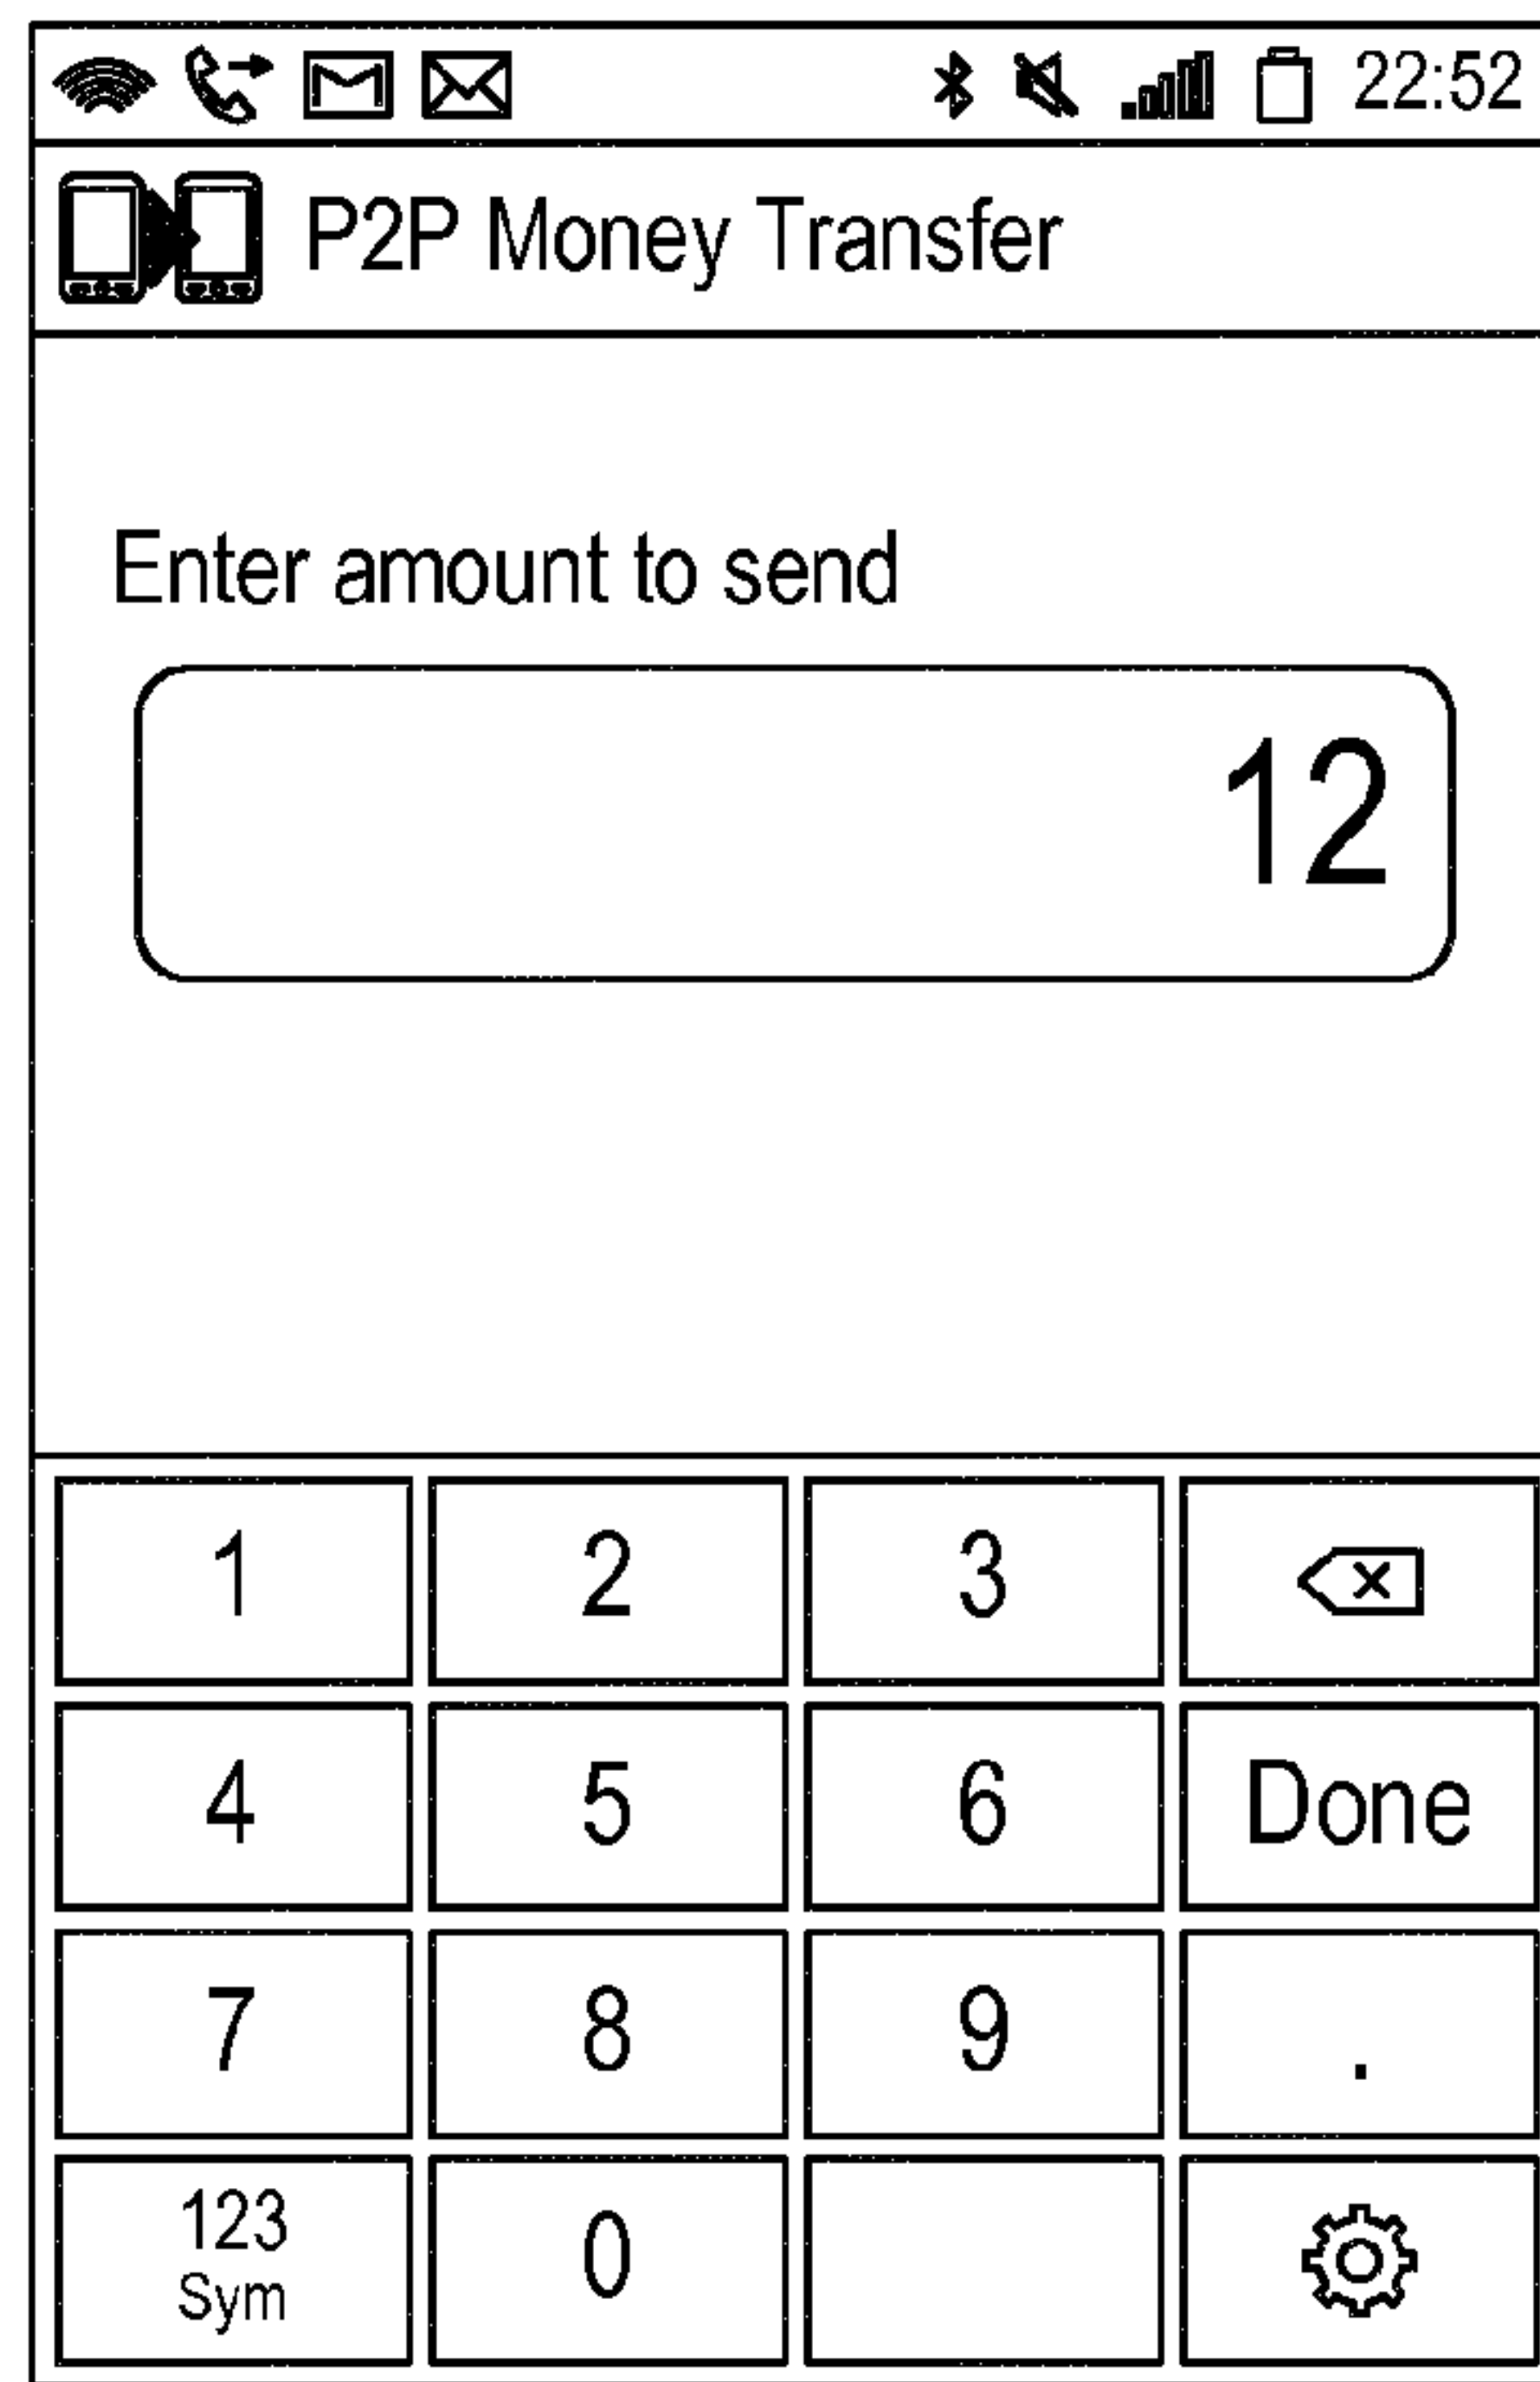 22:52
P2P Money Transfer
Enter amount to send
12
1 2 3
4 5 6 Done
7 8 9 .
123 0
Sym